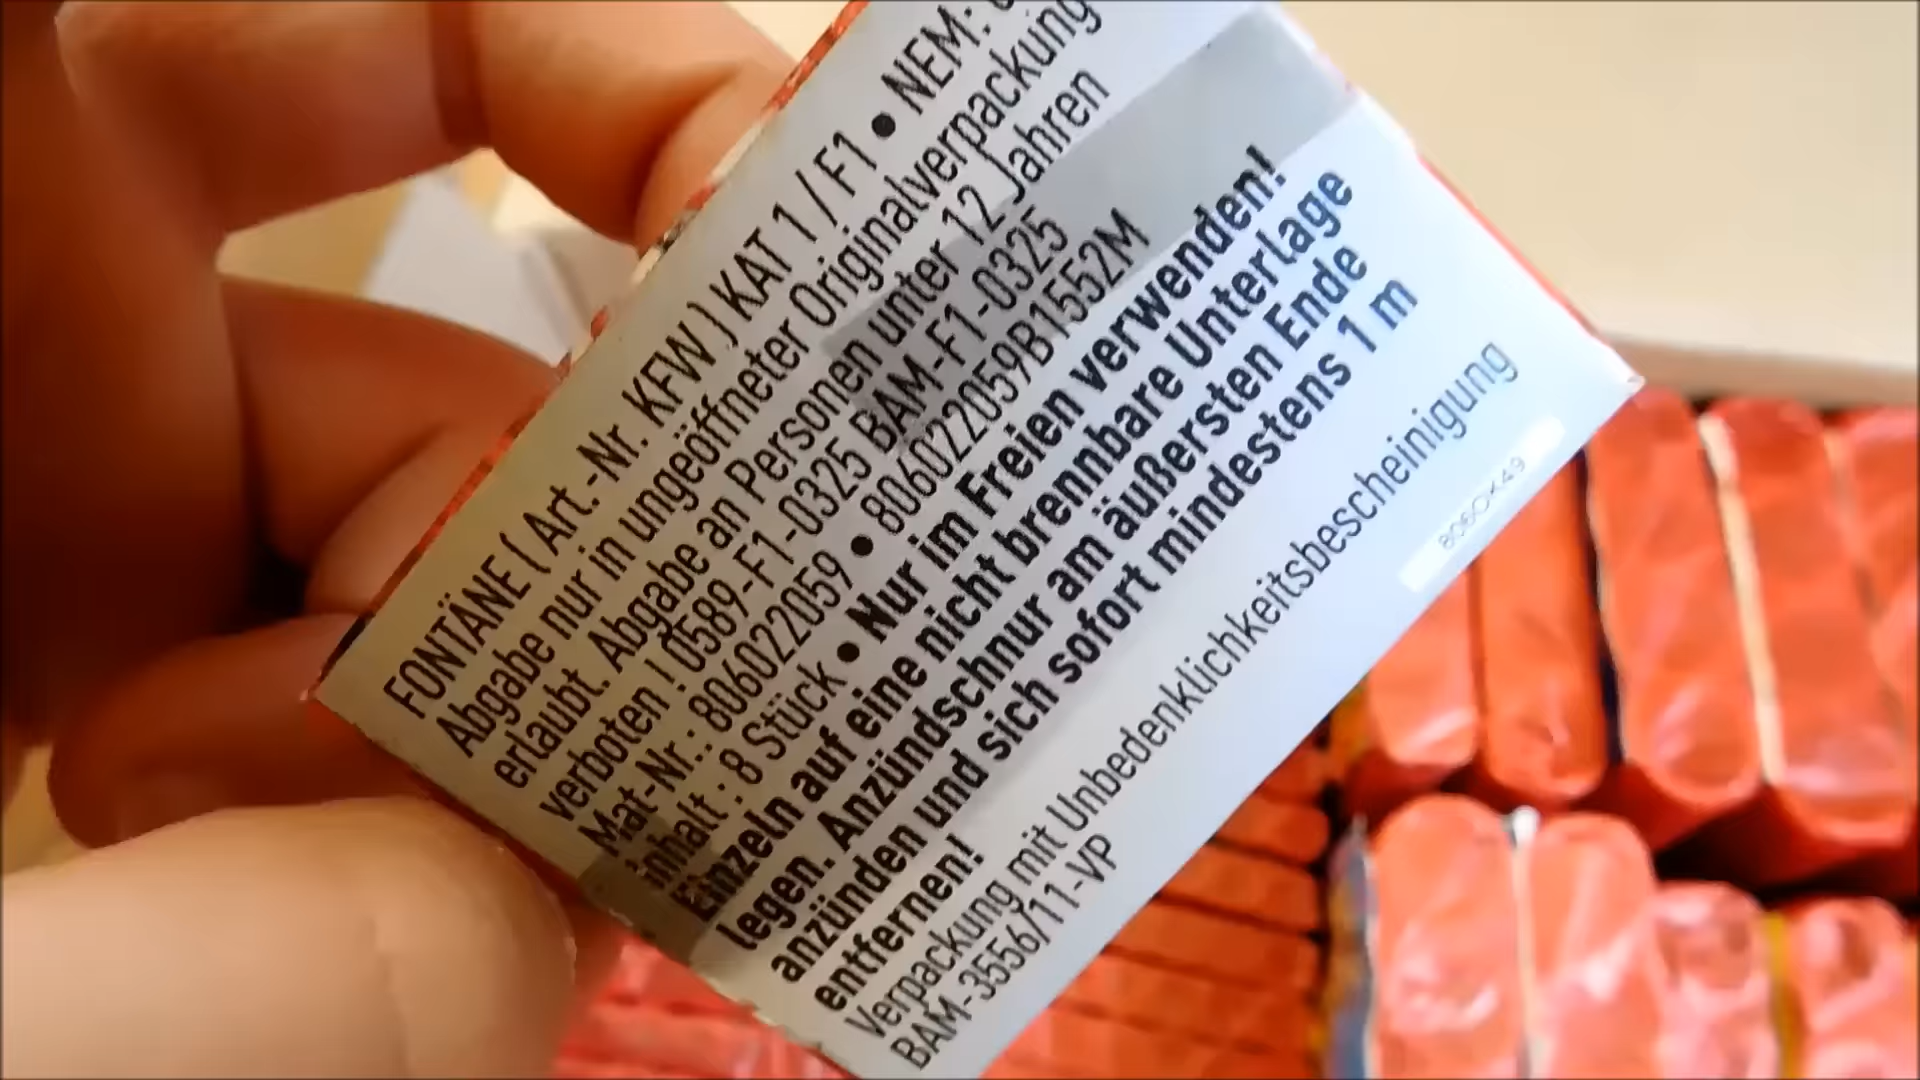 FONTÄNE ( Art.-Nr. KFW ) KAT 1 / F1 • NEM:
Abgabe nur in ungeöffneter Originalverpackung
erlaubt. Abgabe an Personen unter 12 Jahren
verboten ! 0589-F1-0325 BAM-F1-0325
Mat-Nr.: 806022059 • 806022059B1552M
Inhalt : 8 Stück • Nur im Freien verwenden!
Einzeln auf eine nicht brennbare Unterlage
legen. Anzündschnur am äußersten Ende
anzünden und sich sofort mindestens 1 m
entfernen!
Verpackung mit Unbedenklichkeitsbescheinigung
BAM-3556/11-VP
8060X49